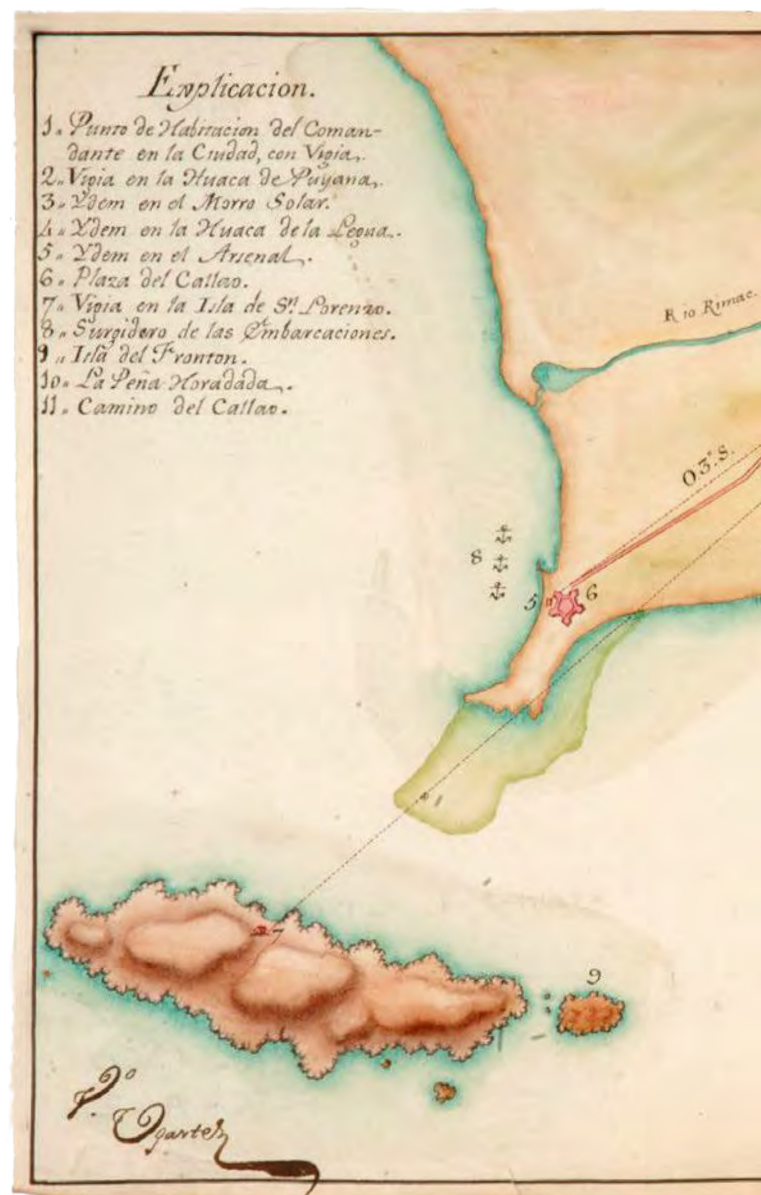 Explicacion.
1,, Punto de Habitacion del Coman-
dante en la Ciudad, con Vigia,.
2,, Vigia en la Huaca de Puyana,.
3,, Ydem en el Morro Solar.
4,, Ydem en la Huaca de la Legua.
5,, Ydem en el Arsenal,.
6,, Plaza del Callao.
7,, Vigia en la Isla de Sn. Lorenzo.
8,, Surgidero de las Embarcaciones.
9,, Isla del Fronton.
10,, La Peña Horadada,.
11,, Camino del Callao.
Rio Rimac.
O 3.° S.
8
5
6
7
9
Ugarte